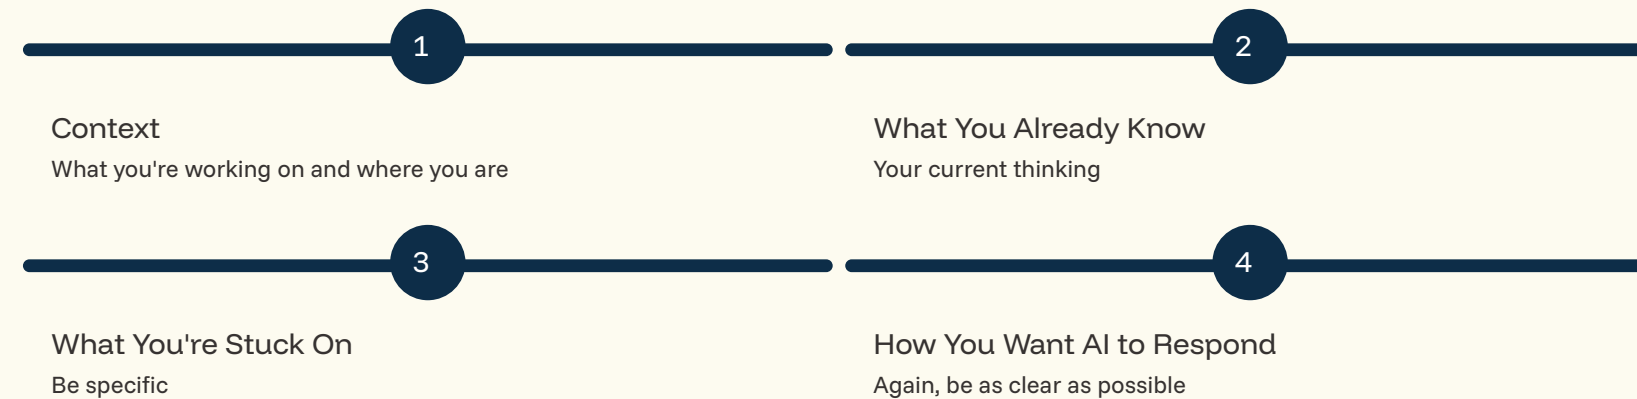 1
Context
What you're working on and where you are
2
What You Already Know
Your current thinking
3
What You're Stuck On
Be specific
4
How You Want AI to Respond
Again, be as clear as possible